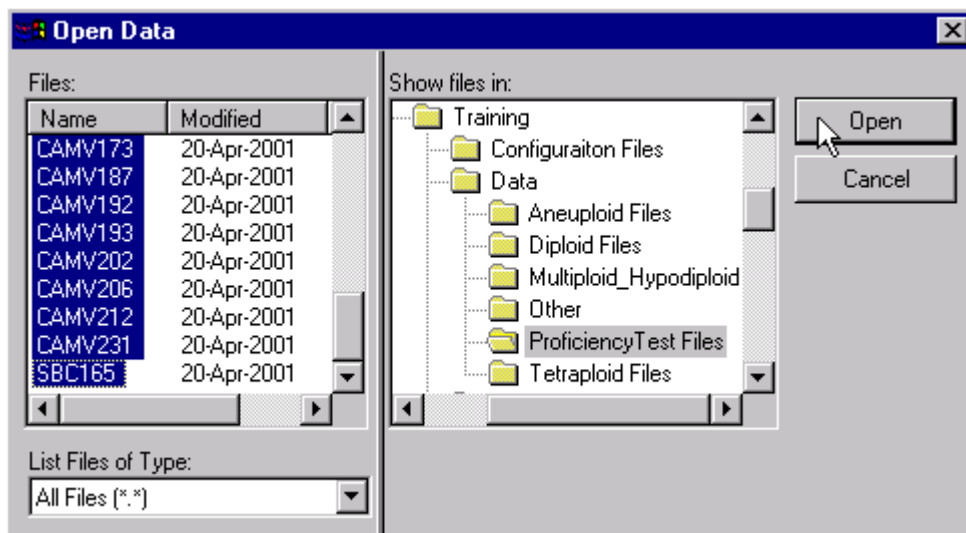 Open Data
Files:
Name Modified
CAMV173 20-Apr-2001
CAMV187 20-Apr-2001
CAMV192 20-Apr-2001
CAMV193 20-Apr-2001
CAMV202 20-Apr-2001
CAMV206 20-Apr-2001
CAMV212 20-Apr-2001
CAMV231 20-Apr-2001
SBC165 20-Apr-2001
List Files of Type:
All Files (*.*)
Show files in:
Training
Configuraiton Files
Data
Aneuploid Files
Diploid Files
Multiploid_Hypodiploid
Other
ProficiencyTest Files
Tetraploid Files
Open
Cancel